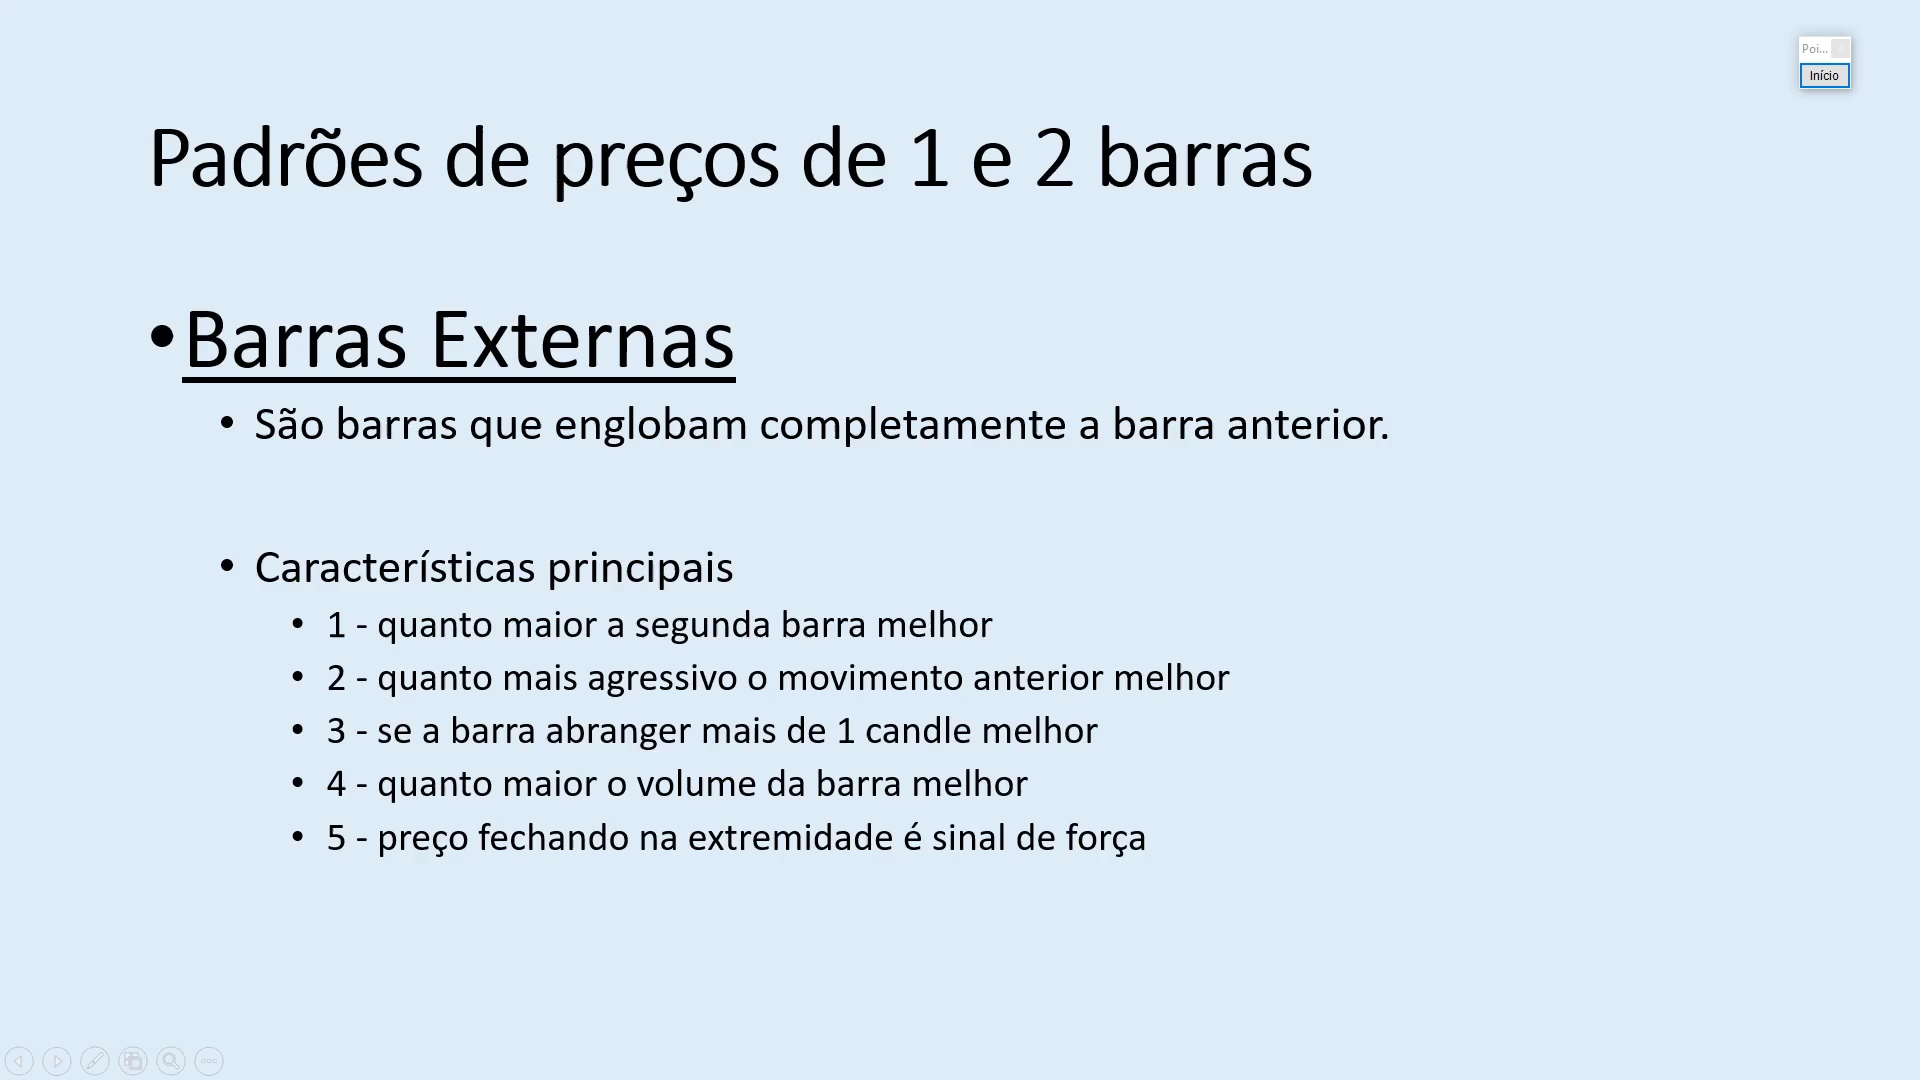 Poi...
Início
Padrões de preços de 1 e 2 barras
•Barras Externas
• São barras que englobam completamente a barra anterior.
• Características principais
• 1 - quanto maior a segunda barra melhor
• 2 - quanto mais agressivo o movimento anterior melhor
• 3 - se a barra abranger mais de 1 candle melhor
• 4 - quanto maior o volume da barra melhor
• 5 - preço fechando na extremidade é sinal de força